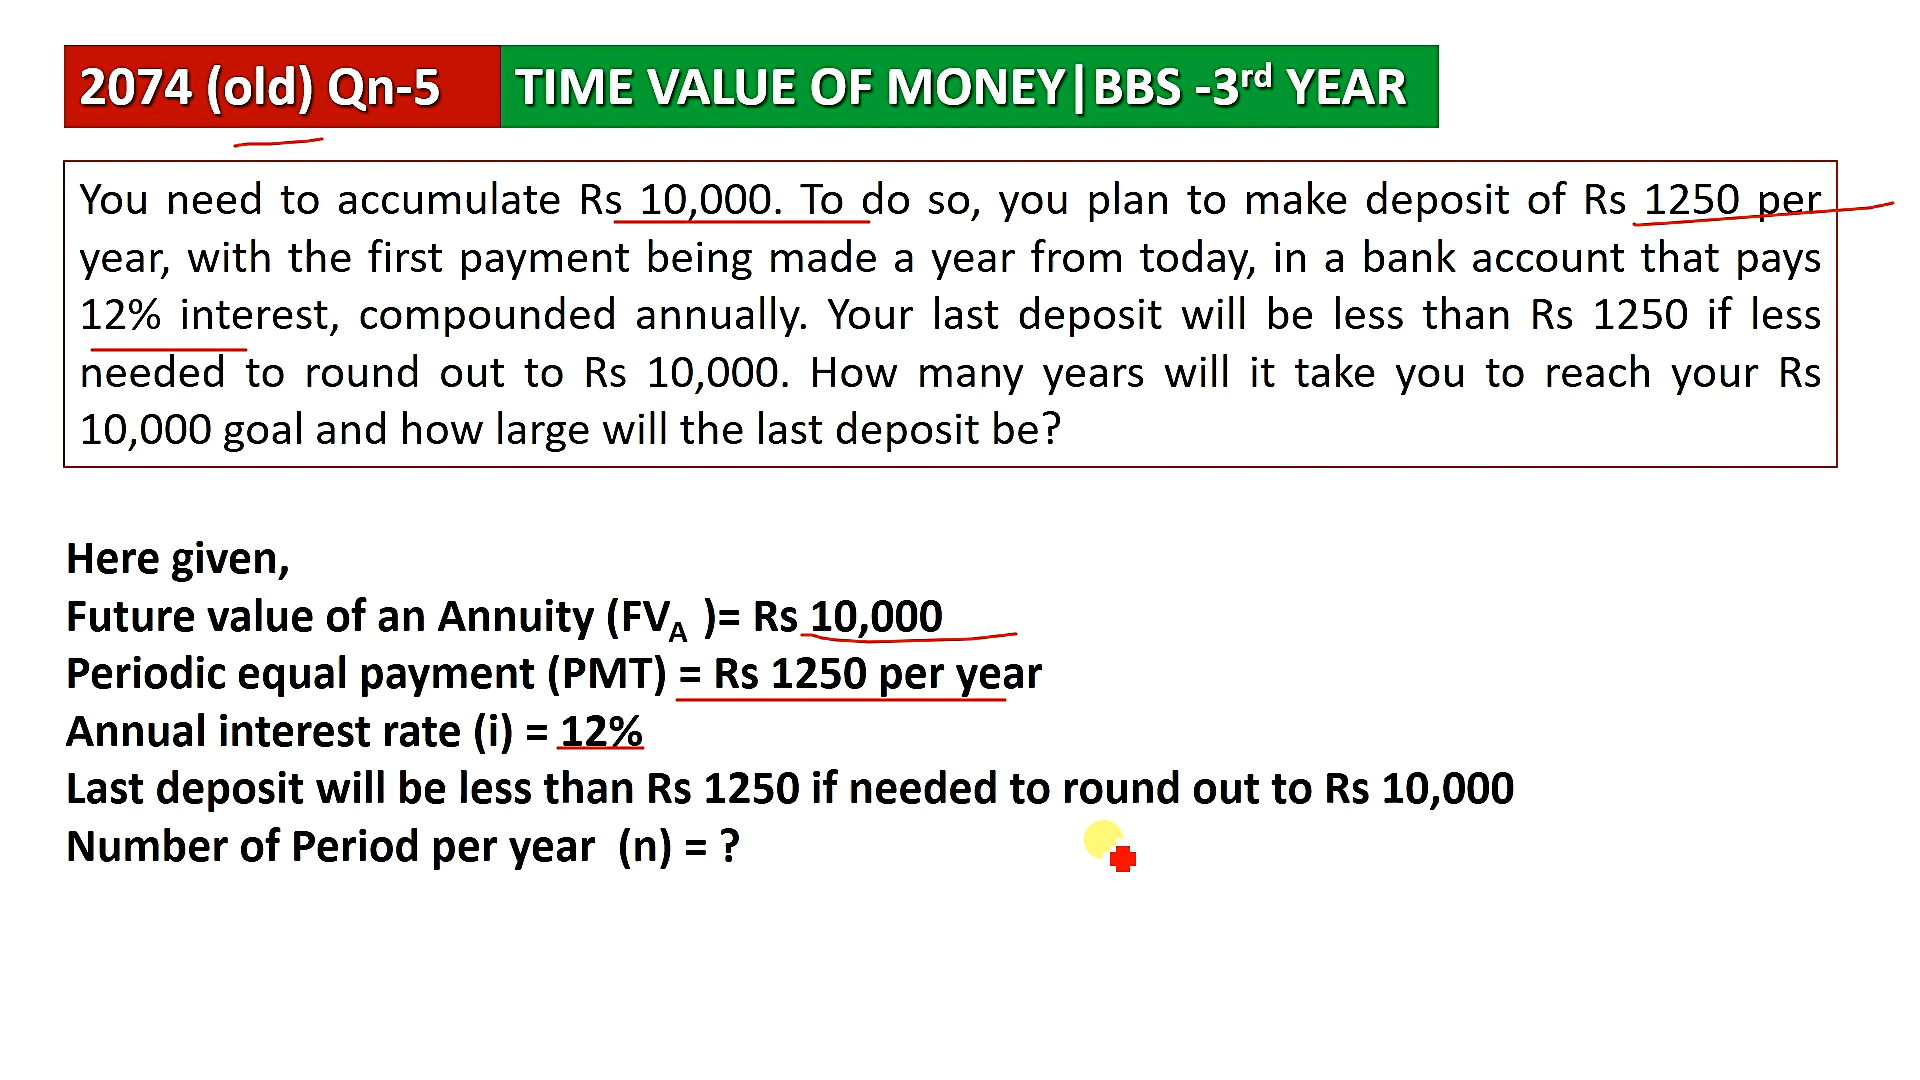 2074 (old) Qn-5 TIME VALUE OF MONEY|BBS -3rd YEAR
You need to accumulate Rs 10,000. To do so, you plan to make deposit of Rs 1250 per
year, with the first payment being made a year from today, in a bank account that pays
12% interest, compounded annually. Your last deposit will be less than Rs 1250 if less
needed to round out to Rs 10,000. How many years will it take you to reach your Rs
10,000 goal and how large will the last deposit be?
Here given,
Future value of an Annuity (FVA )= Rs 10,000
Periodic equal payment (PMT) = Rs 1250 per year
Annual interest rate (i) = 12%
Last deposit will be less than Rs 1250 if needed to round out to Rs 10,000
Number of Period per year (n) = ?